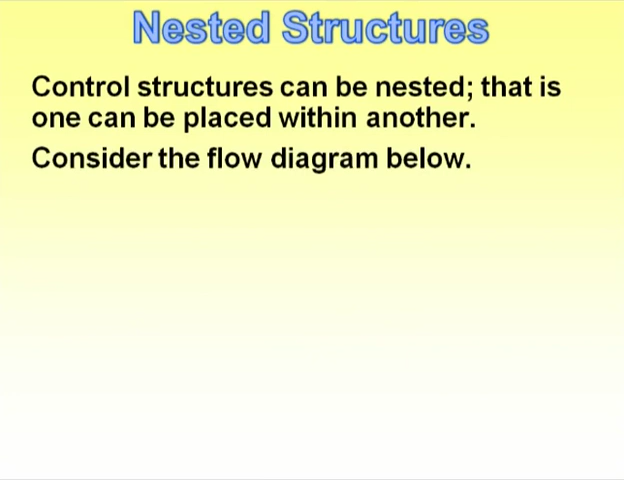 Nested Structures
Control structures can be nested; that is
one can be placed within another.
Consider the flow diagram below.